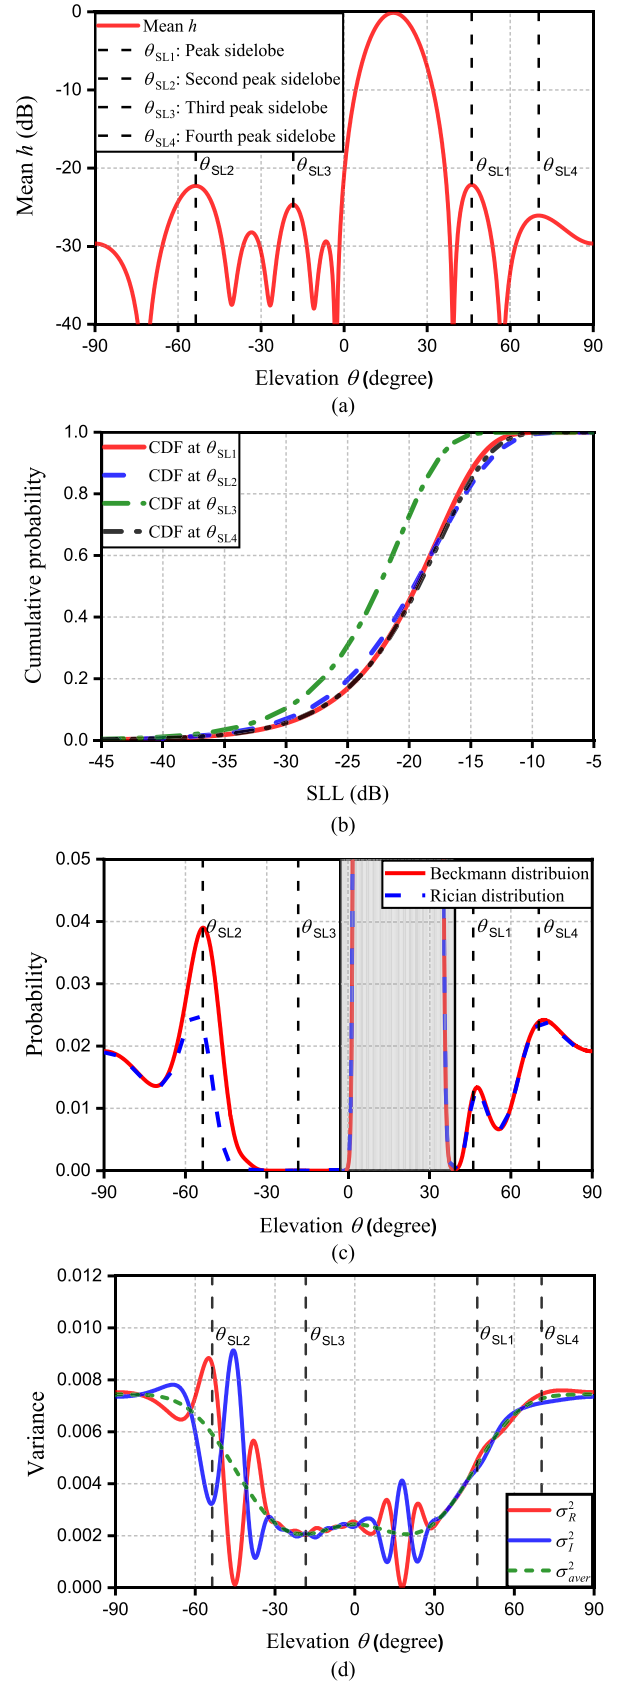 Mean h
θSL1: Peak sidelobe
θSL2: Second peak sidelobe
θSL3: Third peak sidelobe
θSL4: Fourth peak sidelobe
θSL2 θSL3 θSL1 θSL4
Mean h (dB)
0
-10
-20
-30
-40
-90 -60 -30 0 30 60 90
Elevation θ (degree)
(a)
CDF at θSL1
CDF at θSL2
CDF at θSL3
CDF at θSL4
Cumulative probability
1.0
0.8
0.6
0.4
0.2
0.0
-45 -40 -35 -30 -25 -20 -15 -10 -5
SLL (dB)
(b)
Beckmann distribuion
Rician distribution
θSL2 θSL3 θSL1 θSL4
Probability
0.05
0.04
0.03
0.02
0.01
0.00
-90 -60 -30 0 30 60 90
Elevation θ (degree)
(c)
θSL2 θSL3 θSL1 θSL4
Variance
0.012
0.010
0.008
0.006
0.004
0.002
0.000
σ²R
σ²I
σ²aver
-90 -60 -30 0 30 60 90
Elevation θ (degree)
(d)